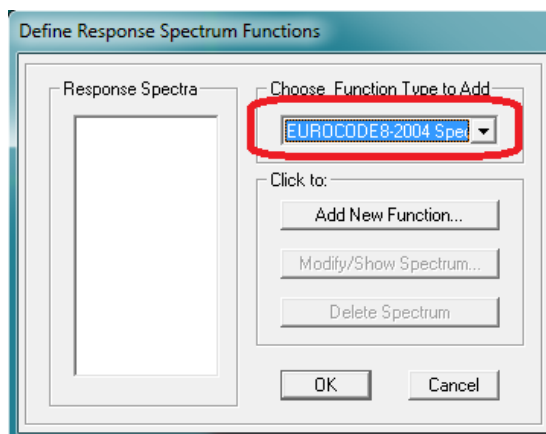 Define Response Spectrum Functions
Response Spectra
Choose Function Type to Add
EUROCODE8-2004 Spec
Click to:
Add New Function...
Modify/Show Spectrum...
Delete Spectrum
OK
Cancel